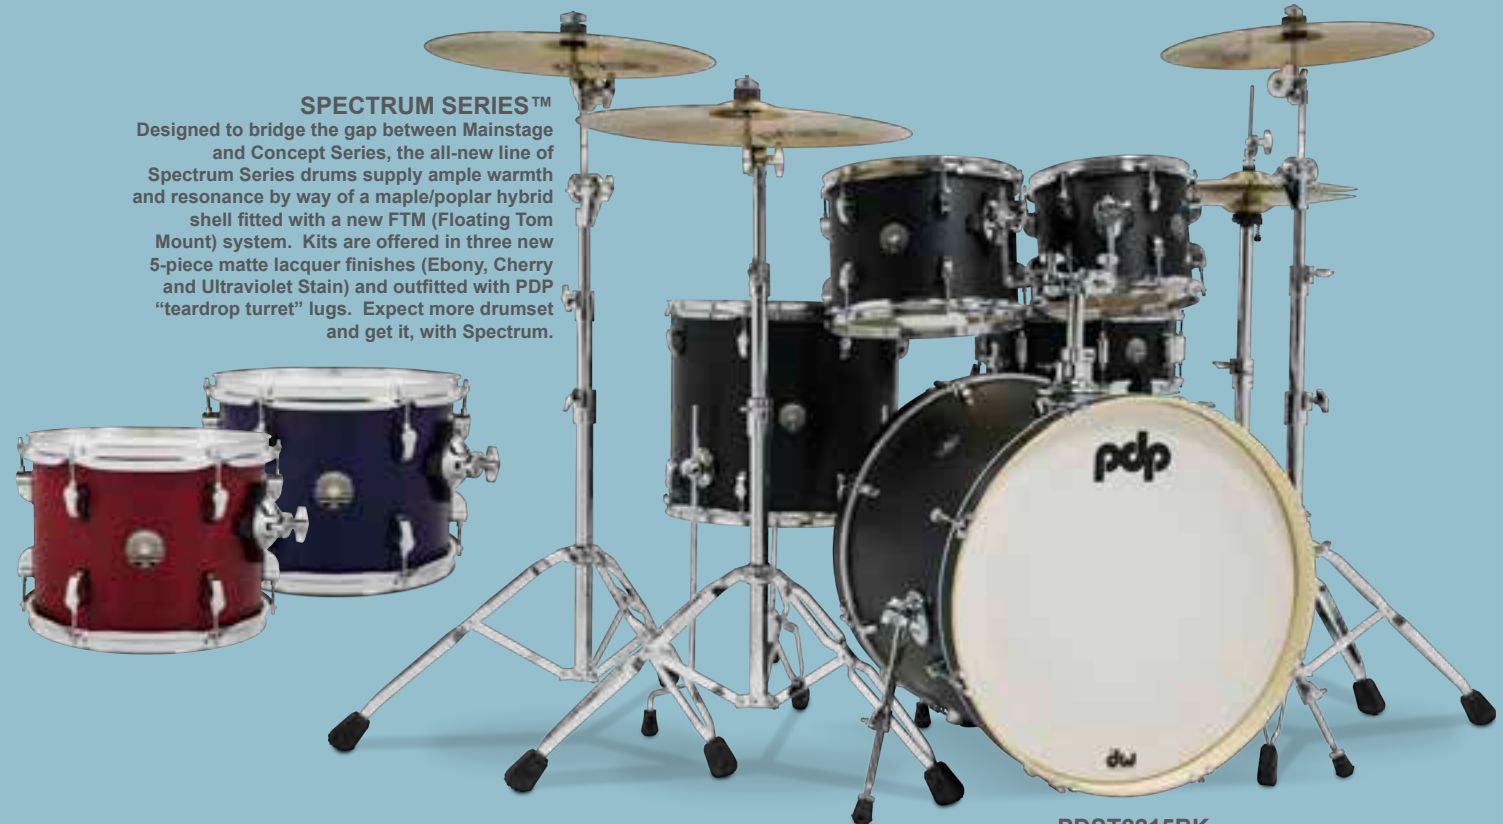 SPECTRUM SERIES™
Designed to bridge the gap between Mainstage
and Concept Series, the all-new line of
Spectrum Series drums supply ample warmth
and resonance by way of a maple/poplar hybrid
shell fitted with a new FTM (Floating Tom
Mount) system.  Kits are offered in three new
5-piece matte lacquer finishes (Ebony, Cherry
and Ultraviolet Stain) and outfitted with PDP
“teardrop turret” lugs.  Expect more drumset
and get it, with Spectrum.
pdp
dw